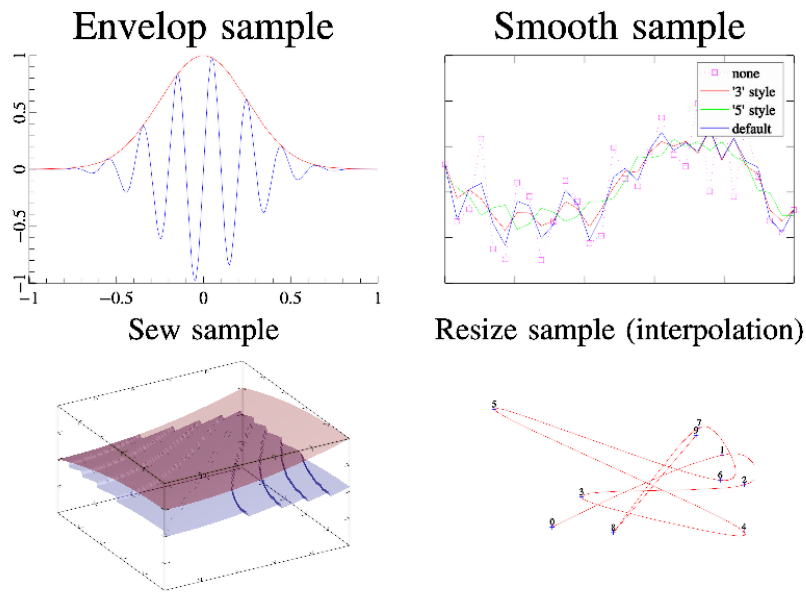 Envelop sample
1
0.5
0
−0.5
−1
−1
−0.5
0
0.5
1
Smooth sample
none
'3' style
'5' style
default
Sew sample
Resize sample (interpolation)
5
7
9
1
6
2
3
0
8
4